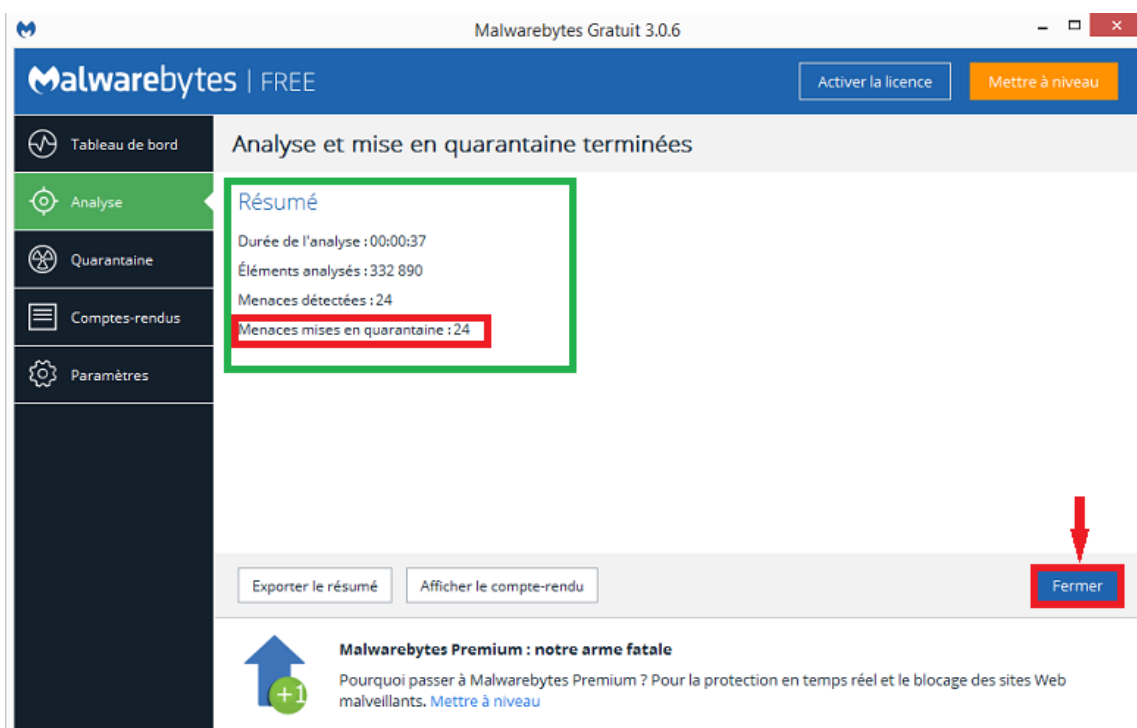 Malwarebytes Gratuit 3.0.6
Malwarebytes | FREE
Activer la licence
Mettre à niveau
Tableau de bord
Analyse
Quarantaine
Comptes-rendus
Paramètres
Analyse et mise en quarantaine terminées
Résumé
Durée de l'analyse : 00:00:37
Éléments analysés : 332 890
Menaces détectées : 24
Menaces mises en quarantaine : 24
Exporter le résumé
Afficher le compte-rendu
Fermer
+1
Malwarebytes Premium : notre arme fatale
Pourquoi passer à Malwarebytes Premium ? Pour la protection en temps réel et le blocage des sites Web
malveillants. Mettre à niveau